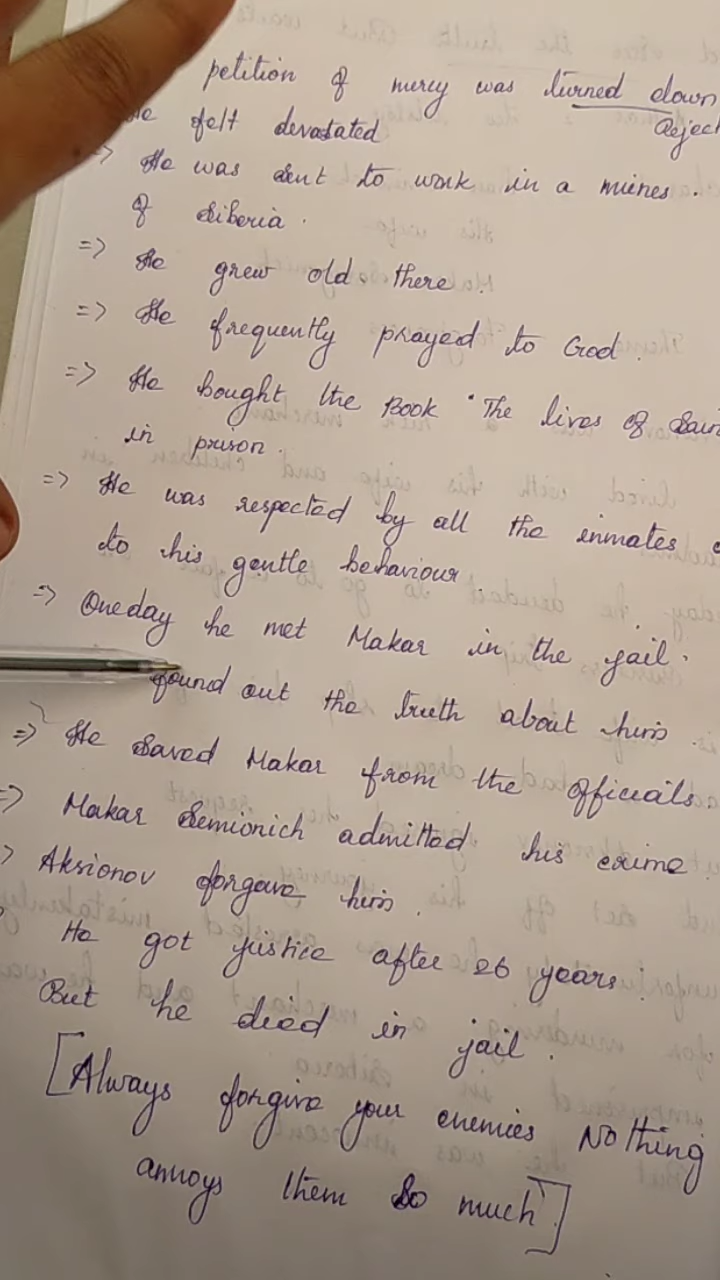 petition of mercy was turned down
Reject
He felt devastated
=> He was sent to work in a mines.
of Siberia.
=> He grew old there.
=> He frequently prayed to God.
=> He bought the Book "The lives of
in prison.
=> He was respected by all the inmates
to his gentle behaviour
=> Oneday he met Makar in the jail.
found out the truth about him.
=> He saved Makar from the officials
=> Makar Semionich admitted his crime.
=> Aksionov forgave him.
He got justice after 26 years.
But he died in jail.
[Always forgive your enemies Nothing
annoys them so much]